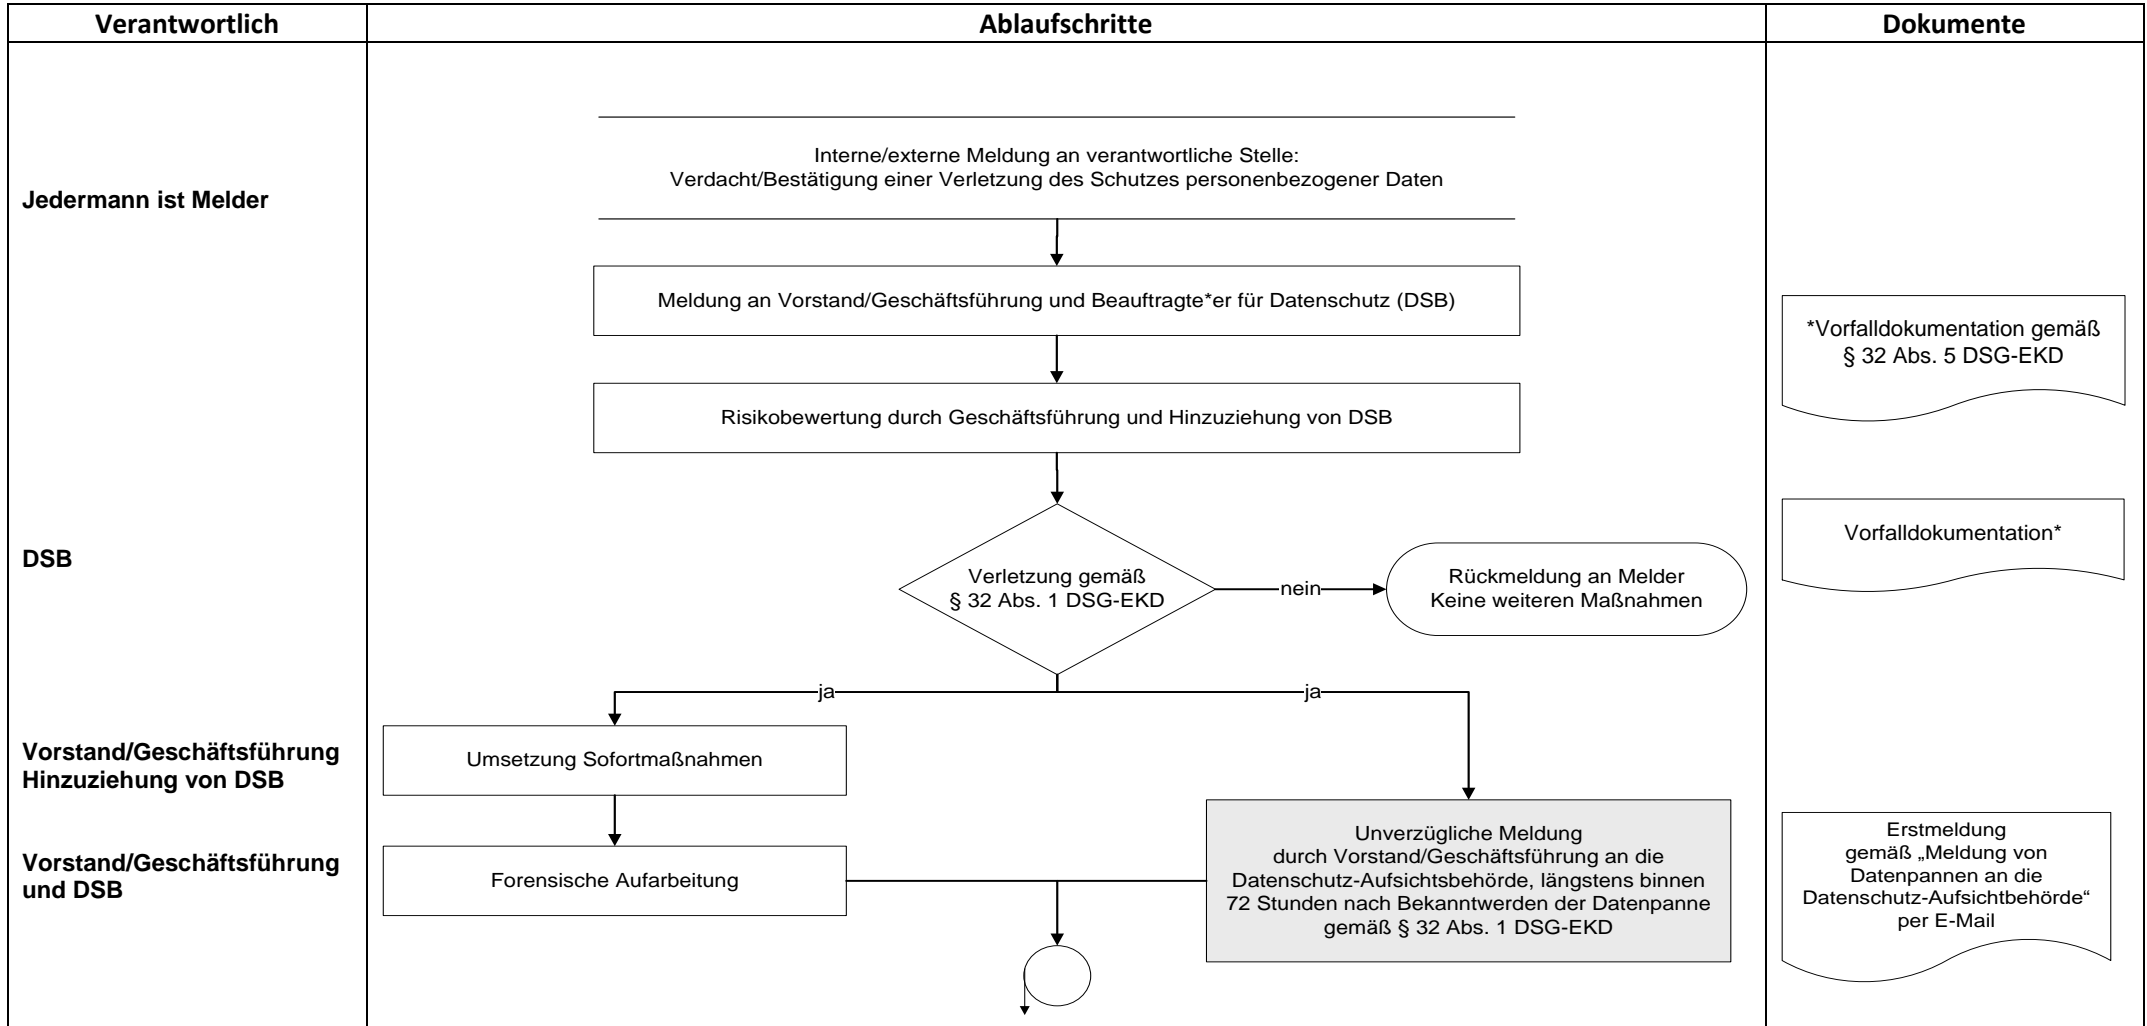 Verantwortlich
Ablaufschritte
Dokumente
Jedermann ist Melder
Interne/externe Meldung an verantwortliche Stelle:
Verdacht/Bestätigung einer Verletzung des Schutzes personenbezogener Daten
Meldung an Vorstand/Geschäftsführung und Beauftragte*er für Datenschutz (DSB)
*Vorfalldokumentation gemäß
§ 32 Abs. 5 DSG-EKD
Risikobewertung durch Geschäftsführung und Hinzuziehung von DSB
DSB
Verletzung gemäß
§ 32 Abs. 1 DSG-EKD
nein
Rückmeldung an Melder
Keine weiteren Maßnahmen
Vorfalldokumentation*
ja
ja
Vorstand/Geschäftsführung
Hinzuziehung von DSB
Umsetzung Sofortmaßnahmen
Vorstand/Geschäftsführung
und DSB
Forensische Aufarbeitung
Unverzügliche Meldung
durch Vorstand/Geschäftsführung an die
Datenschutz-Aufsichtsbehörde, längstens binnen
72 Stunden nach Bekanntwerden der Datenpanne
gemäß § 32 Abs. 1 DSG-EKD
Erstmeldung
gemäß „Meldung von
Datenpannen an die
Datenschutz-Aufsichtbehörde“
per E-Mail